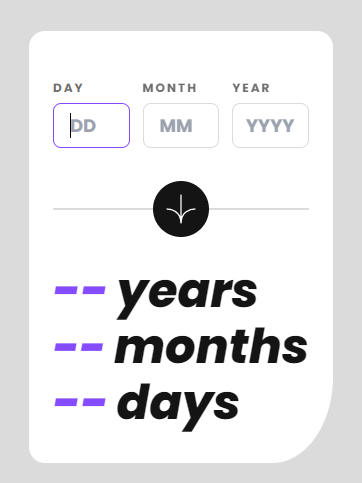 DAY MONTH YEAR
DD MM YYYY
-- years
-- months
-- days